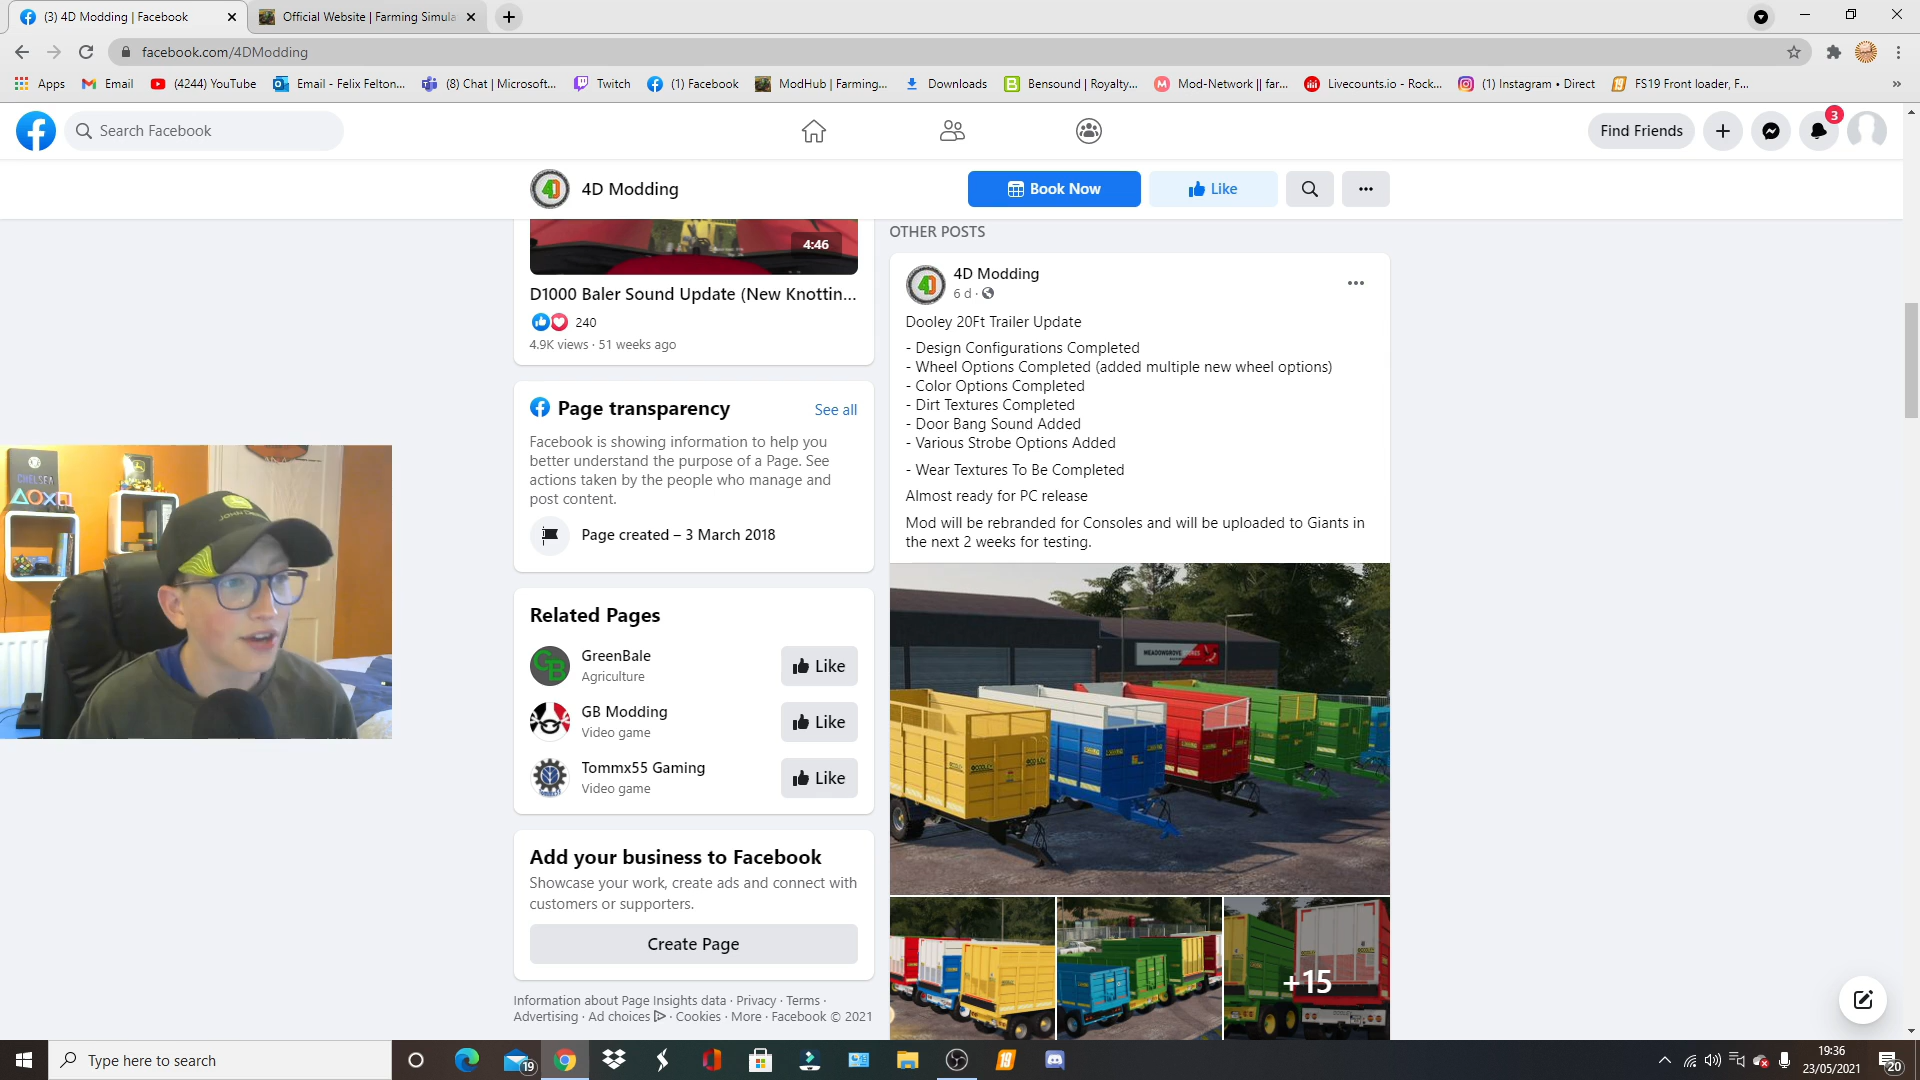 (3) 4D Modding | Facebook
Official Website | Farming Simula
facebook.com/4DModding
Apps
Email
(4244) YouTube
Email - Felix Felton...
(8) Chat | Microsoft...
Twitch
(1) Facebook
ModHub | Farming...
Downloads
Bensound | Royalty...
Mod-Network || far...
Livecounts.io - Rock...
(1) Instagram • Direct
FS19 Front loader, F...
Search Facebook
Find Friends
3
4D Modding
Book Now
Like
4:46
D1000 Baler Sound Update (New Knottin...
240
4.9K views · 51 weeks ago
Page transparency
See all
Facebook is showing information to help you
better understand the purpose of a Page. See
actions taken by the people who manage and
post content.
Page created – 3 March 2018
Related Pages
GreenBale
Agriculture
Like
GB Modding
Video game
Like
Tommx55 Gaming
Video game
Like
Add your business to Facebook
Showcase your work, create ads and connect with
customers or supporters.
Create Page
Information about Page Insights data · Privacy · Terms ·
Advertising · Ad choices · Cookies · More · Facebook © 2021
OTHER POSTS
4D Modding
6 d ·
Dooley 20Ft Trailer Update
- Design Configurations Completed
- Wheel Options Completed (added multiple new wheel options)
- Color Options Completed
- Dirt Textures Completed
- Door Bang Sound Added
- Various Strobe Options Added
- Wear Textures To Be Completed
Almost ready for PC release
Mod will be rebranded for Consoles and will be uploaded to Giants in
the next 2 weeks for testing.
+15
CHELSEA
JOHN DEERE
Type here to search
19
19
19:36
23/05/2021
20